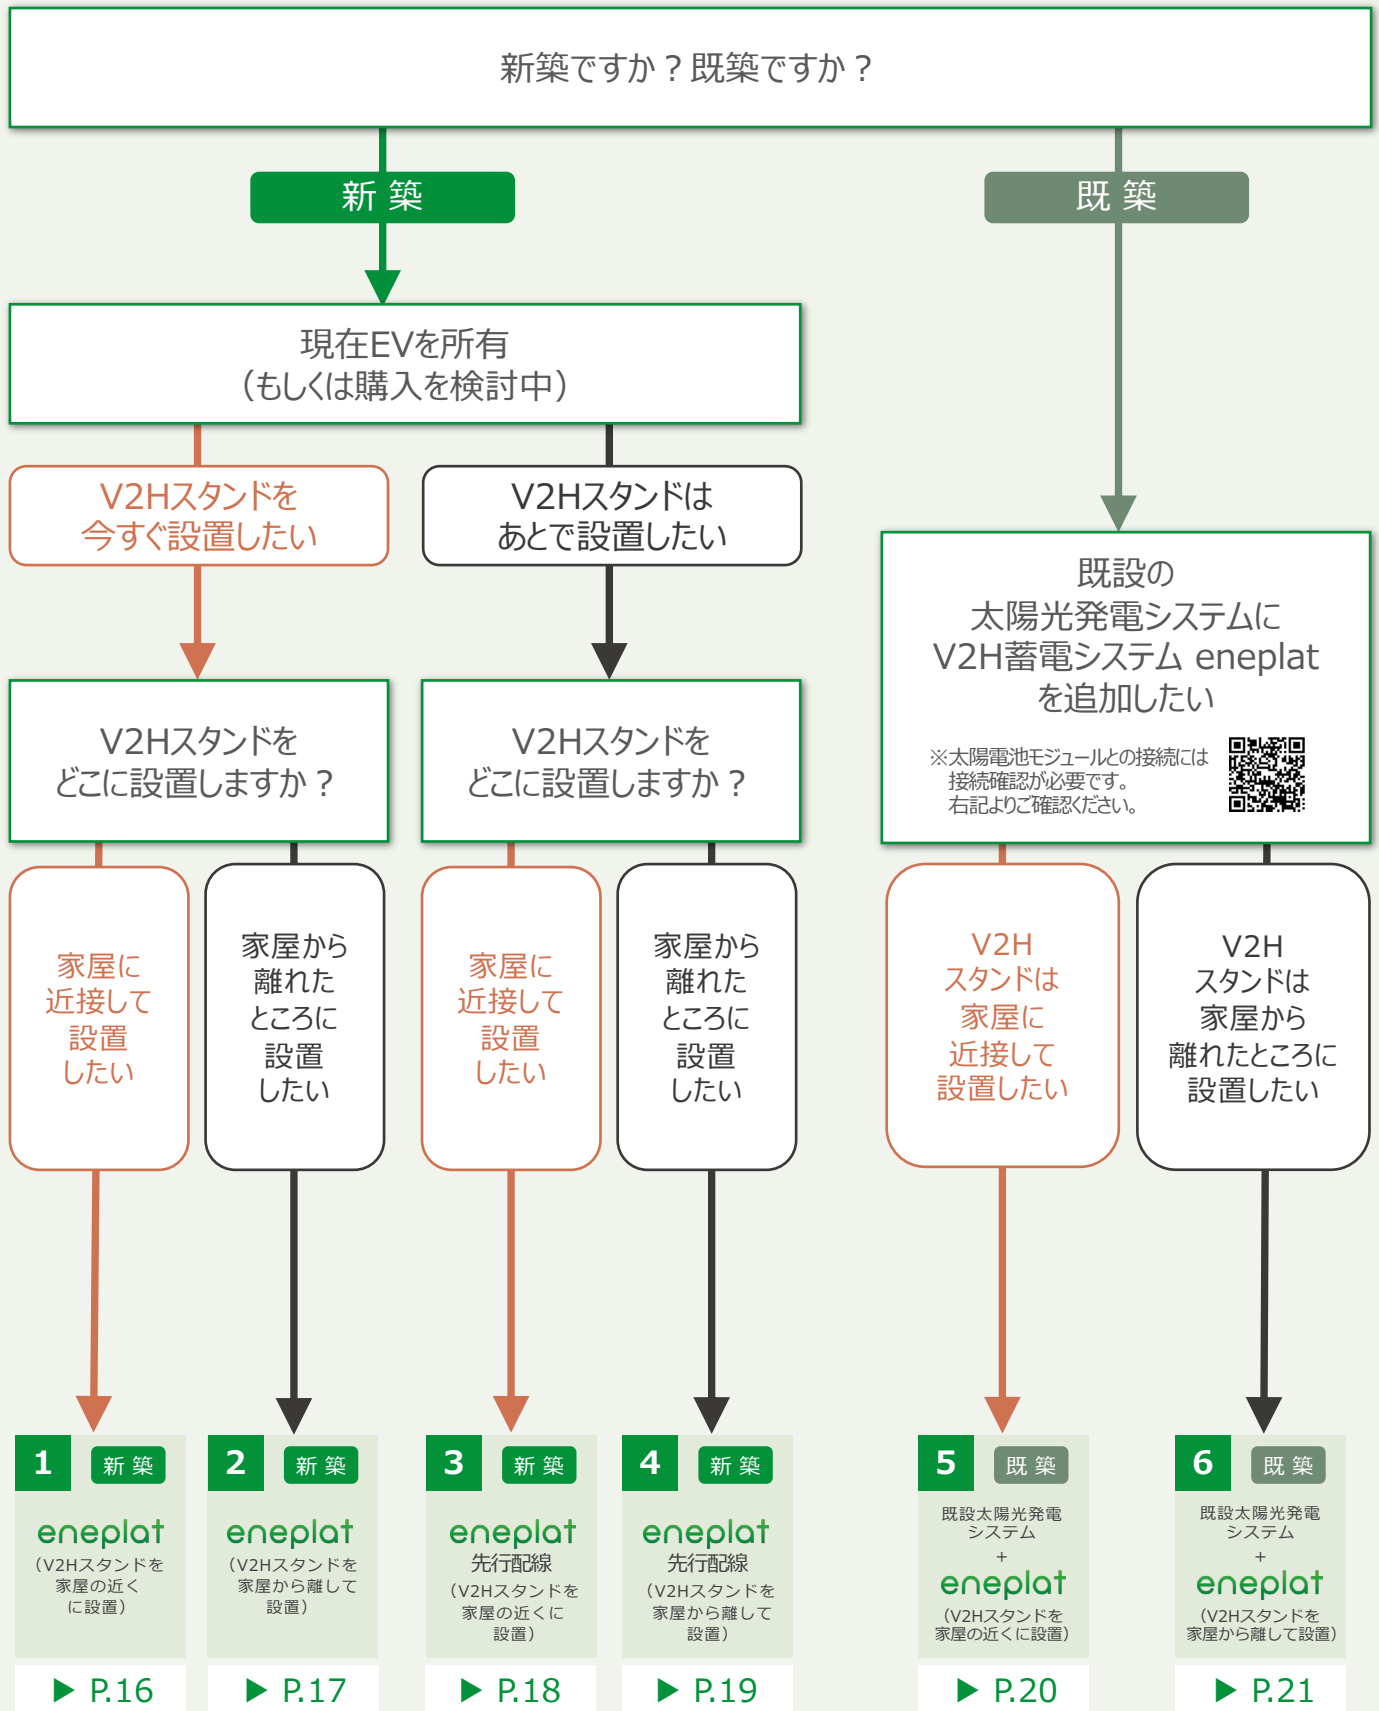 新築ですか？既築ですか？
新築
既築
現在EVを所有
（もしくは購入を検討中）
V2Hスタンドを
今すぐ設置したい
V2Hスタンドは
あとで設置したい
既設の
太陽光発電システムに
V2H蓄電システム eneplat
を追加したい
※太陽電池モジュールとの接続には
接続確認が必要です。
右記よりご確認ください。
V2Hスタンドを
どこに設置しますか？
V2Hスタンドを
どこに設置しますか？
家屋に
近接して
設置
したい
家屋から
離れた
ところに
設置
したい
家屋に
近接して
設置
したい
家屋から
離れた
ところに
設置
したい
V2H
スタンドは
家屋に
近接して
設置したい
V2H
スタンドは
家屋から
離れたところに
設置したい
1 新築
eneplat
（V2Hスタンドを
家屋の近く
に設置）
▶ P.16
2 新築
eneplat
（V2Hスタンドを
家屋から離して
設置）
▶ P.17
3 新築
eneplat
先行配線
（V2Hスタンドを
家屋の近くに
設置）
▶ P.18
4 新築
eneplat
先行配線
（V2Hスタンドを
家屋から離して
設置）
▶ P.19
5 既築
既設太陽光発電
システム
+
eneplat
（V2Hスタンドを
家屋の近くに設置）
▶ P.20
6 既築
既設太陽光発電
システム
+
eneplat
（V2Hスタンドを
家屋から離して設置）
▶ P.21